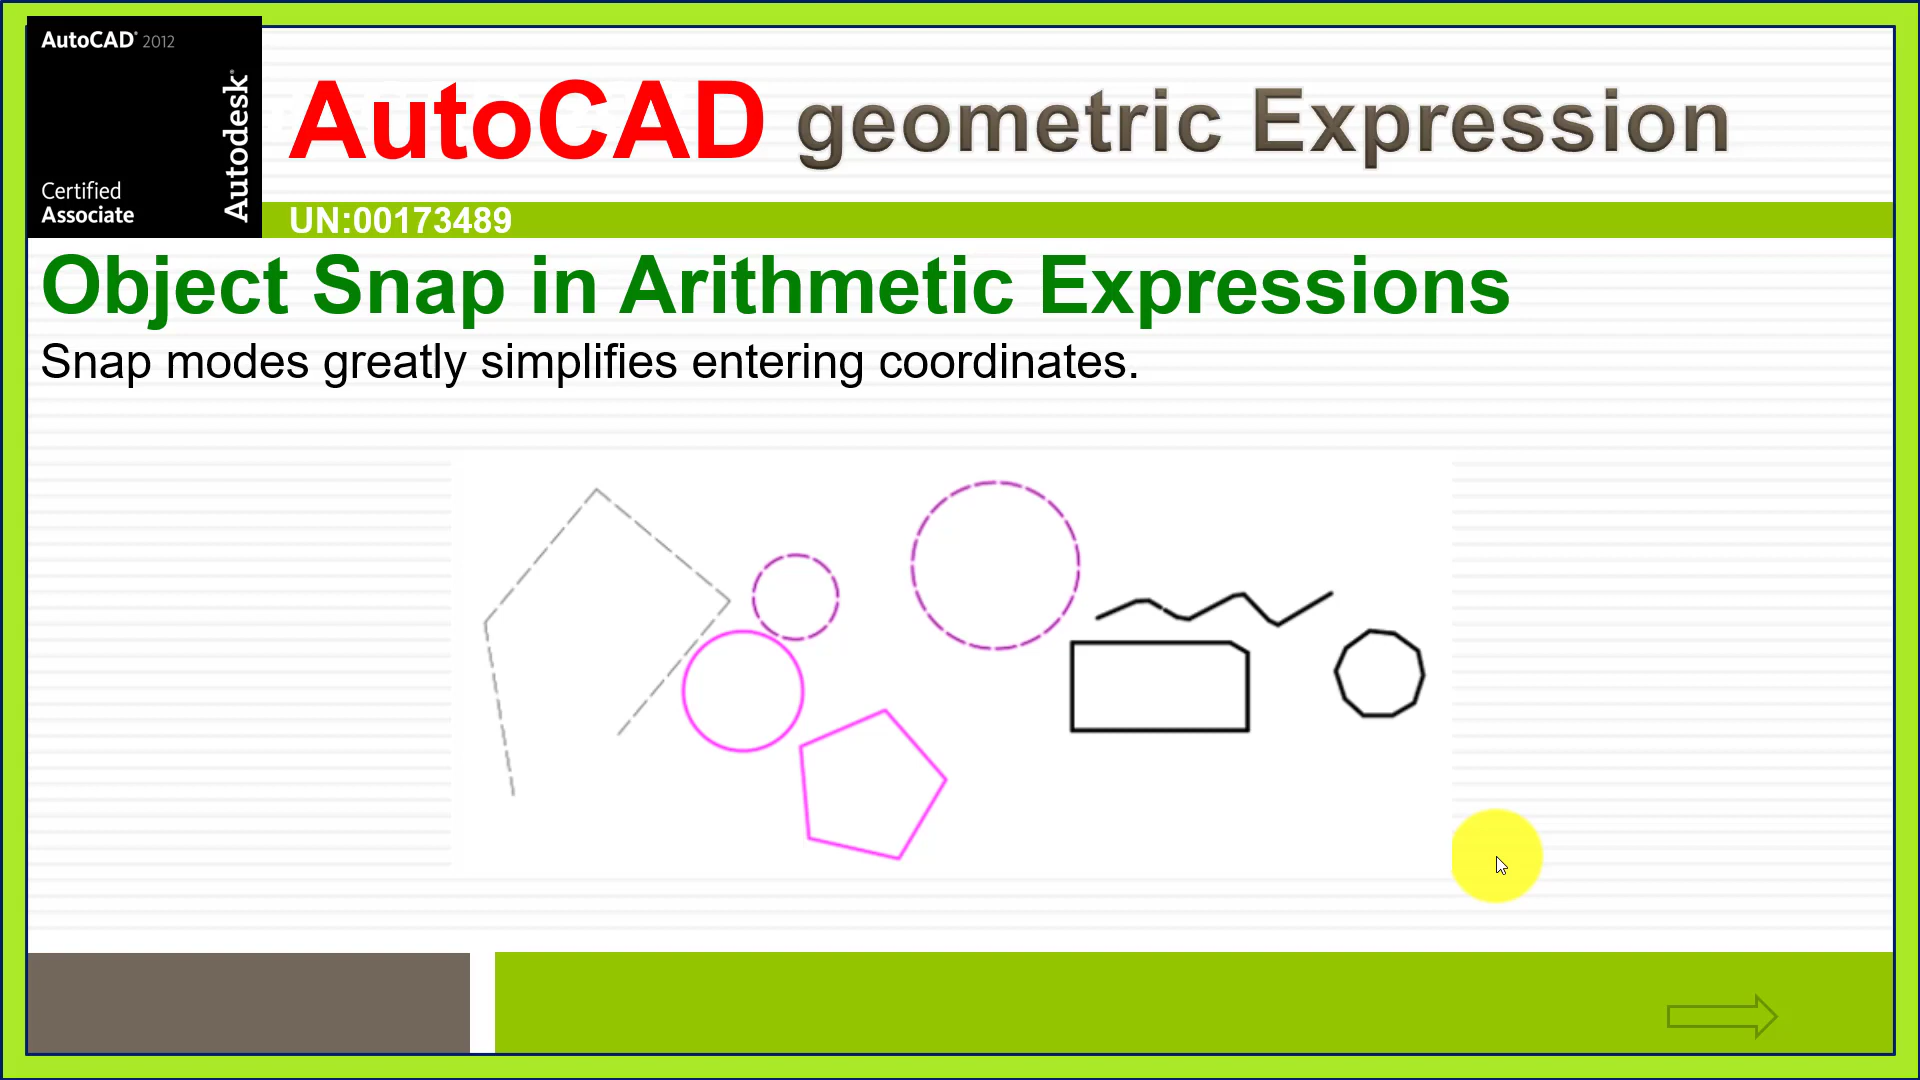 AutoCAD® 2012
Autodesk®
Certified
Associate
AutoCAD geometric Expression
UN:00173489
Object Snap in Arithmetic Expressions
Snap modes greatly simplifies entering coordinates.